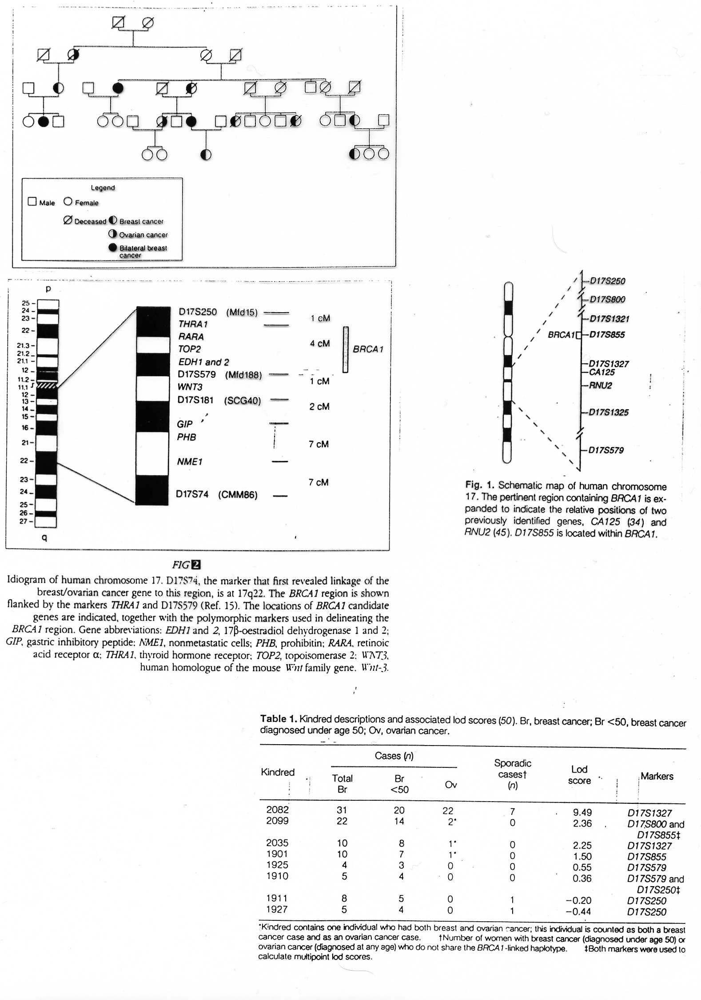 Legend
Male Female
Deceased Breast cancer
Ovarian cancer
Bilateral breast
cancer
p
25
24
23
22
21.3
21.2
21.1
12
11.2
11.1
12
13
14
15
16
21
22
23
24
25
26
27
q
D17S250 (Mfd15)
1 cM
THRA1
RARA
4 cM
TOP2
BRCA1
EDH1 and 2
D17S579 (Mfd188)
1 cM
WNT3
D17S181 (SCG40)
2 cM
GIP
PHB
7 cM
NME1
7 cM
D17S74 (CMM86)
FIG 2
Idiogram of human chromosome 17. D17S74, the marker that first revealed linkage of the
breast/ovarian cancer gene to this region, is at 17q22. The BRCA1 region is shown
flanked by the markers THRA1 and D17S579 (Ref. 15). The locations of BRCA1 candidate
genes are indicated, together with the polymorphic markers used in delineating the
BRCA1 region. Gene abbreviations: EDH1 and 2, 17β-oestradiol dehydrogenase 1 and 2;
GIP, gastric inhibitory peptide; NME1, nonmetastatic cells; PHB, prohibitin; RARA, retinoic
acid receptor α; THRA1, thyroid hormone receptor; TOP2, topoisomerase 2; WNT3,
human homologue of the mouse Wnt family gene, Wnt-3.
D17S250
D17S800
D17S1321
BRCA1 D17S855
D17S1327
CA125
RNU2
D17S1325
D17S579
Fig. 1. Schematic map of human chromosome
17. The pertinent region containing BRCA1 is ex-
panded to indicate the relative positions of two
previously identified genes, CA125 (34) and
RNU2 (45). D17S855 is located within BRCA1.
Table 1. Kindred descriptions and associated lod scores (50). Br, breast cancer; Br <50, breast cancer
diagnosed under age 50; Ov, ovarian cancer.
Cases (n)
Kindred
Total
Br
Br
<50
Ov
Sporadic
cases†
(n)
Lod
score
Markers
2082 31 20 22 7 9.49 D17S1327
2099 22 14 2* 0 2.36 D17S800 and
D17S855‡
2035 10 8 1* 0 2.25 D17S1327
1901 10 7 1* 0 1.50 D17S855
1925 4 3 0 0 0.55 D17S579
1910 5 4 0 0 0.36 D17S579 and
D17S250‡
1911 8 5 0 1 −0.20 D17S250
1927 5 4 0 1 −0.44 D17S250
*Kindred contains one individual who had both breast and ovarian cancer; this individual is counted as both a breast
cancer case and as an ovarian cancer case. †Number of women with breast cancer (diagnosed under age 50) or
ovarian cancer (diagnosed at any age) who do not share the BRCA1-linked haplotype. ‡Both markers were used to
calculate multipoint lod scores.